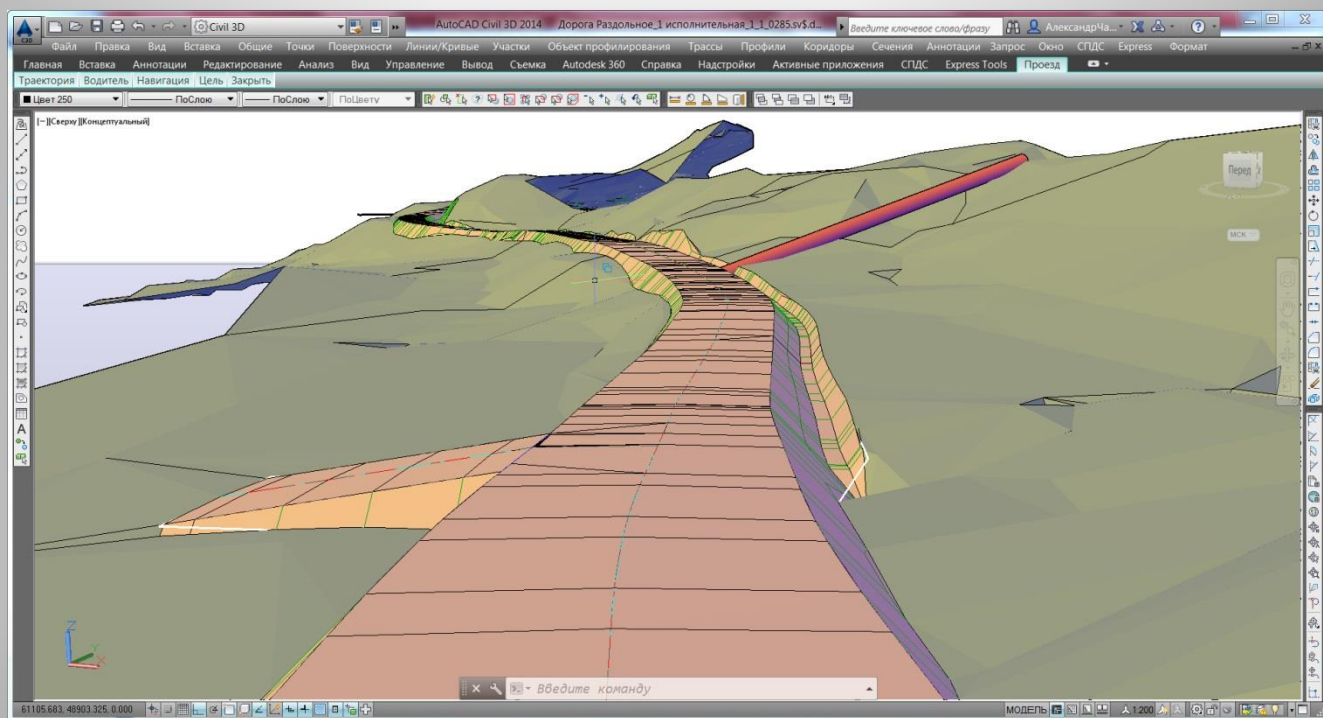 C3D Civil 3D AutoCAD Civil 3D 2014 Дорога Раздольное_1 исполнительная_1_1_0285.sv$.d... Введите ключевое слово/фразу АлександрЧа...
Файл Правка Вид Вставка Общие Точки Поверхности Линии/Кривые Участки Объект профилирования Трассы Профили Коридоры Сечения Аннотации Запрос Окно СПДС Express Формат
Главная Вставка Аннотации Редактирование Анализ Вид Управление Вывод Съемка Autodesk 360 Справка Надстройки Активные приложения СПДС Express Tools Проезд
Траектория Водитель Навигация Цель Закрыть
Цвет 250 ПоСлою ПоСлою ПоЦвету
[−][Сверху][Концептуальный]
Перед
МСК
Z
Y
X
Введите команду
61105.683, 48903.325, 0.000 МОДЕЛЬ 1:200